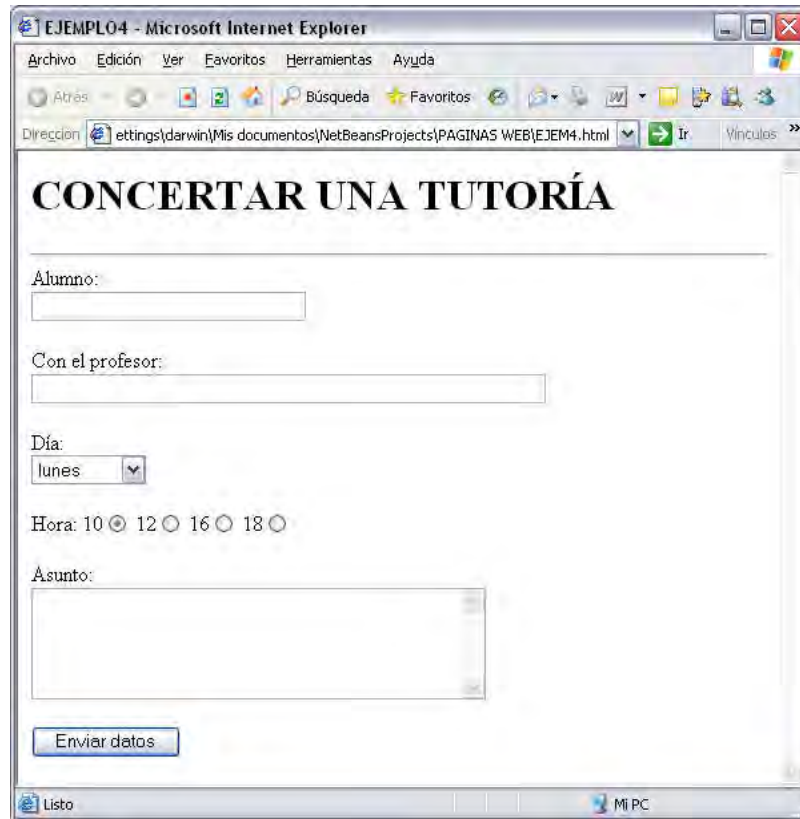 EJEMPLO4 - Microsoft Internet Explorer
Archivo Edición Ver Favoritos Herramientas Ayuda
Atrás Búsqueda Favoritos
Dirección ettings\darwin\Mis documentos\NetBeansProjects\PAGINAS WEB\EJEM4.html Ir Vínculos »
CONCERTAR UNA TUTORÍA
Alumno:
Con el profesor:
Día:
lunes
Hora: 10 12 16 18
Asunto:
Enviar datos
Listo Mi PC